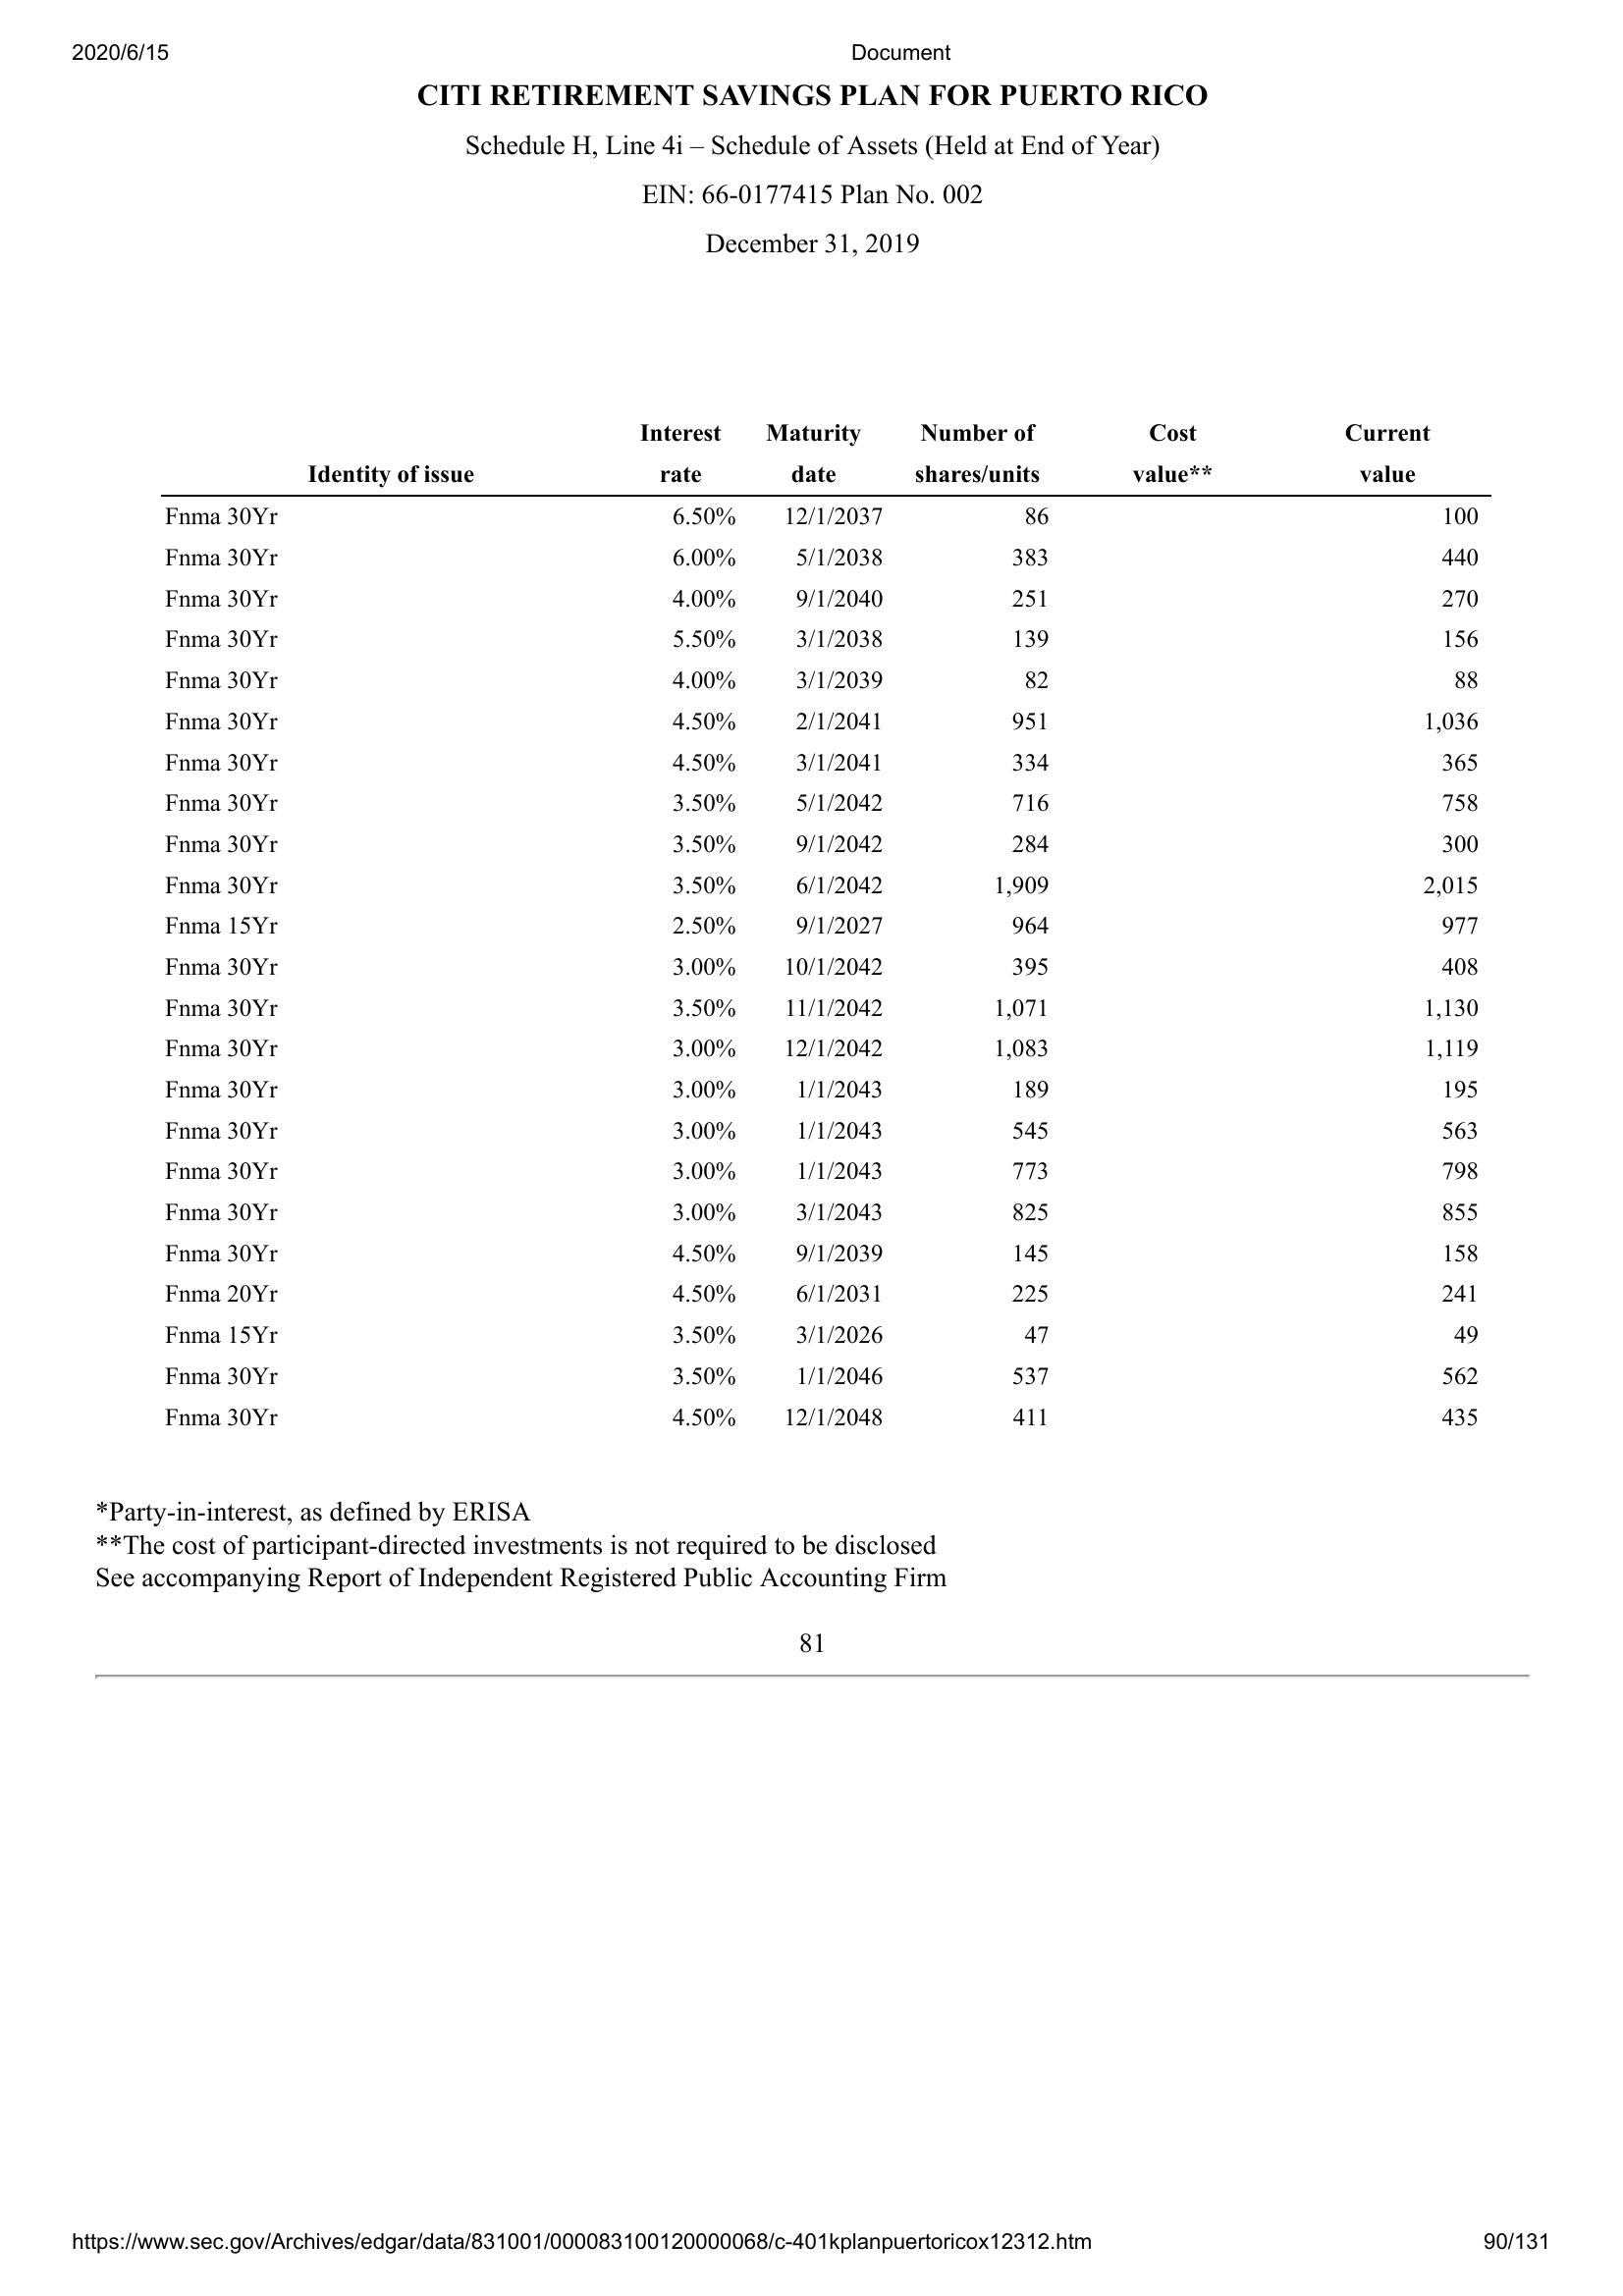 2020/6/15 Document
CITI RETIREMENT SAVINGS PLAN FOR PUERTO RICO
Schedule H, Line 4i – Schedule of Assets (Held at End of Year)
EIN: 66-0177415 Plan No. 002
December 31, 2019
Interest Maturity Number of Cost Current
Identity of issue rate date shares/units value** value
Fnma 30Yr 6.50% 12/1/2037 86 100
Fnma 30Yr 6.00% 5/1/2038 383 440
Fnma 30Yr 4.00% 9/1/2040 251 270
Fnma 30Yr 5.50% 3/1/2038 139 156
Fnma 30Yr 4.00% 3/1/2039 82 88
Fnma 30Yr 4.50% 2/1/2041 951 1,036
Fnma 30Yr 4.50% 3/1/2041 334 365
Fnma 30Yr 3.50% 5/1/2042 716 758
Fnma 30Yr 3.50% 9/1/2042 284 300
Fnma 30Yr 3.50% 6/1/2042 1,909 2,015
Fnma 15Yr 2.50% 9/1/2027 964 977
Fnma 30Yr 3.00% 10/1/2042 395 408
Fnma 30Yr 3.50% 11/1/2042 1,071 1,130
Fnma 30Yr 3.00% 12/1/2042 1,083 1,119
Fnma 30Yr 3.00% 1/1/2043 189 195
Fnma 30Yr 3.00% 1/1/2043 545 563
Fnma 30Yr 3.00% 1/1/2043 773 798
Fnma 30Yr 3.00% 3/1/2043 825 855
Fnma 30Yr 4.50% 9/1/2039 145 158
Fnma 20Yr 4.50% 6/1/2031 225 241
Fnma 15Yr 3.50% 3/1/2026 47 49
Fnma 30Yr 3.50% 1/1/2046 537 562
Fnma 30Yr 4.50% 12/1/2048 411 435
*Party-in-interest, as defined by ERISA
**The cost of participant-directed investments is not required to be disclosed
See accompanying Report of Independent Registered Public Accounting Firm
81
https://www.sec.gov/Archives/edgar/data/831001/000083100120000068/c-401kplanpuertoricox12312.htm 90/131